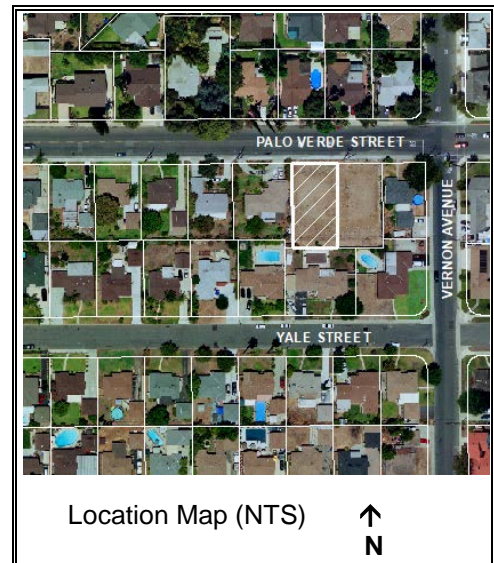 PALO VERDE STREET
VERNON AVENUE
YALE STREET
Location Map (NTS) ↑
N